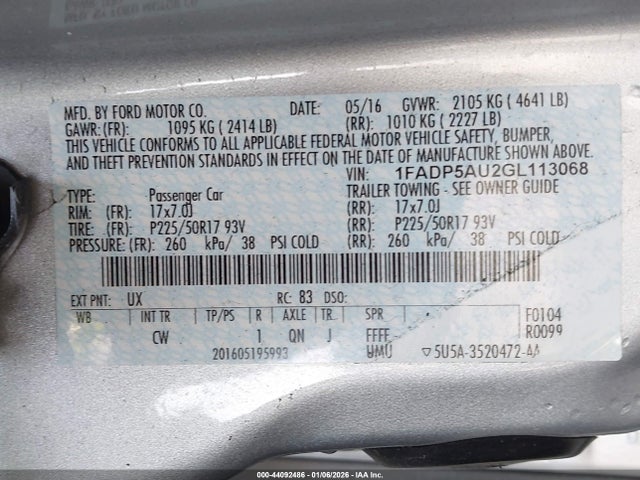 MFD. BY FORD MOTOR CO. DATE: 05/16 GVWR: 2105 KG ( 4641 LB)
GAWR:(FR): 1095 KG ( 2414 LB) (RR): 1010 KG ( 2227 LB)
THIS VEHICLE CONFORMS TO ALL APPLICABLE FEDERAL MOTOR VEHICLE SAFETY, BUMPER,
AND THEFT PREVENTION STANDARDS IN EFFECT ON THE DATE OF MANUFACTURE SHOWN ABOVE.
VIN: 1FADP5AU2GL113068
TYPE: Passenger Car TRAILER TOWING - SEE OWNER GUIDE
RIM: (FR): 17x7.0J (RR): 17x7.0J
TIRE: (FR): P225/50R17 93V (RR): P225/50R17 93V
PRESSURE: (FR): 260 kPa/ 38 PSI COLD (RR): 260 kPa/ 38 PSI COLD
EXT PNT: UX RC: 83 DSO:
WB INT TR TP/PS R AXLE TR SPR F0104
CW 1 QN J FFFF R0099
201605195993 UMU ▽5U5A-3520472-AA
000-44092486 - 01/06/2026 - IAAI, Inc.